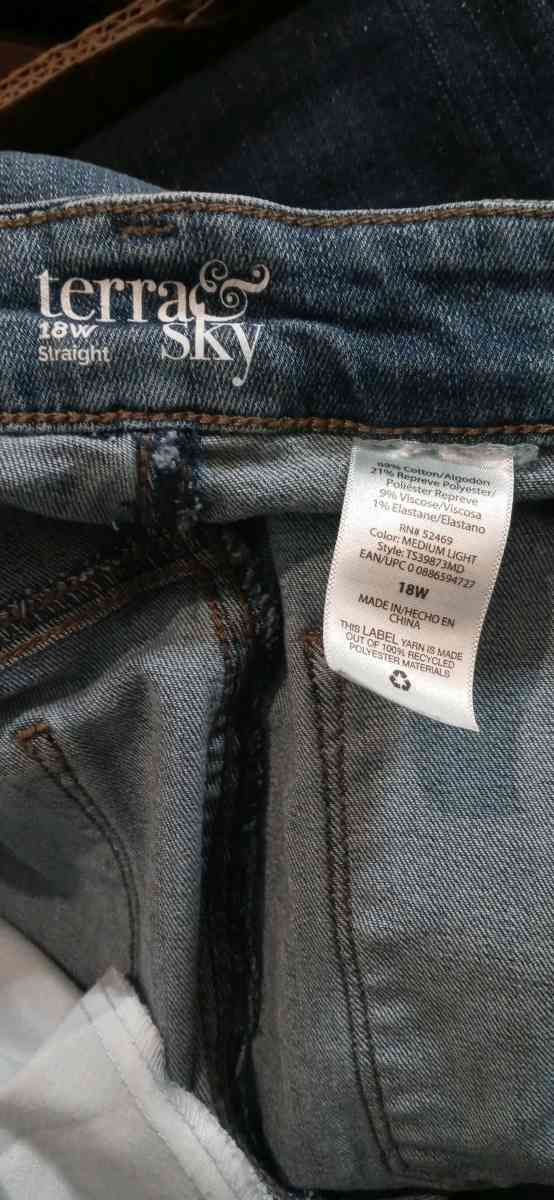 terra&
18W
Straight
sky
69% Cotton/Algodón
21% Repreve Polyester/
Poliéster Repreve
9% Viscose/Viscosa
1% Elastane/Elastano
RN# 52469
Color: MEDIUM LIGHT
Style: TS39873MD
EAN/UPC 0 0886594727
18W
MADE IN/HECHO EN
CHINA
THIS LABEL YARN IS MADE
OUT OF 100% RECYCLED
POLYESTER MATERIALS